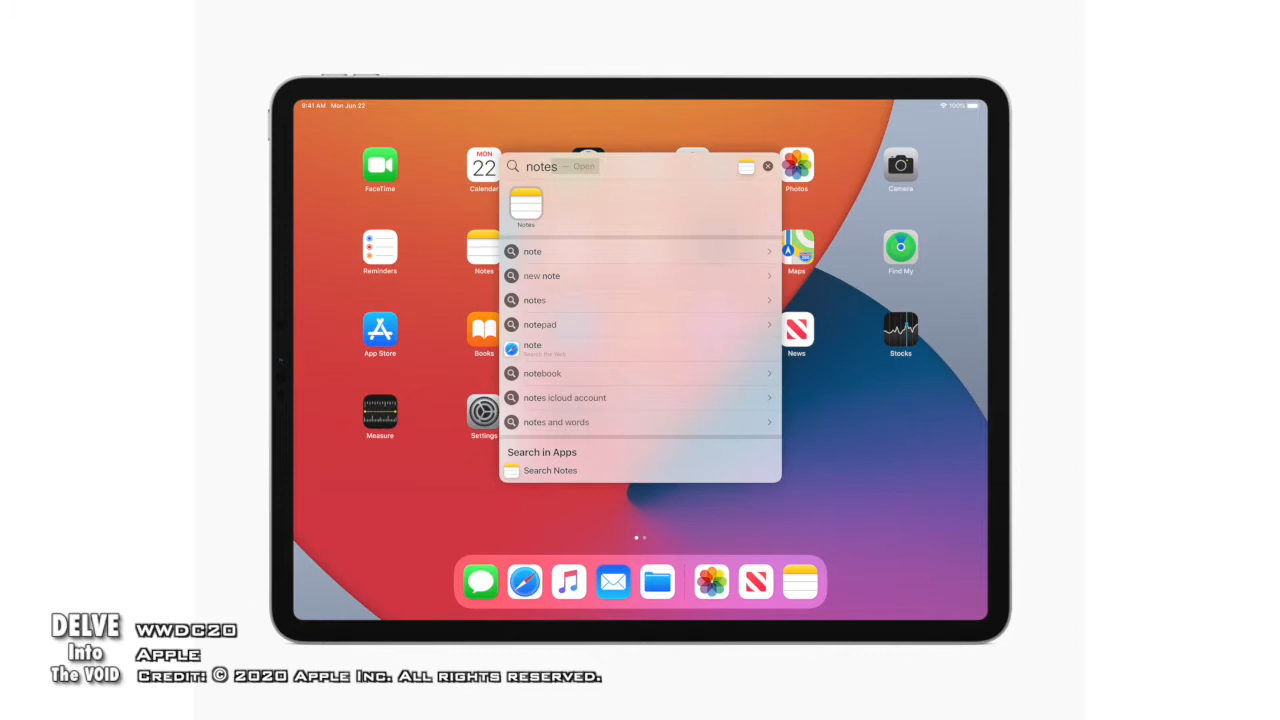 9:41 AM Mon Jun 22
100%
FaceTime
MON
22
Calendar
Photos
Camera
notes — Open
Notes
note
new note
notes
notepad
note
Search the Web
notebook
notes icloud account
notes and words
Search in Apps
Search Notes
Reminders
Notes
Maps
Find My
App Store
Books
News
Stocks
Measure
Settings
DELVE
Into
The VOID
WWDC20
Apple
Credit: © 2020 Apple Inc. All rights reserved.